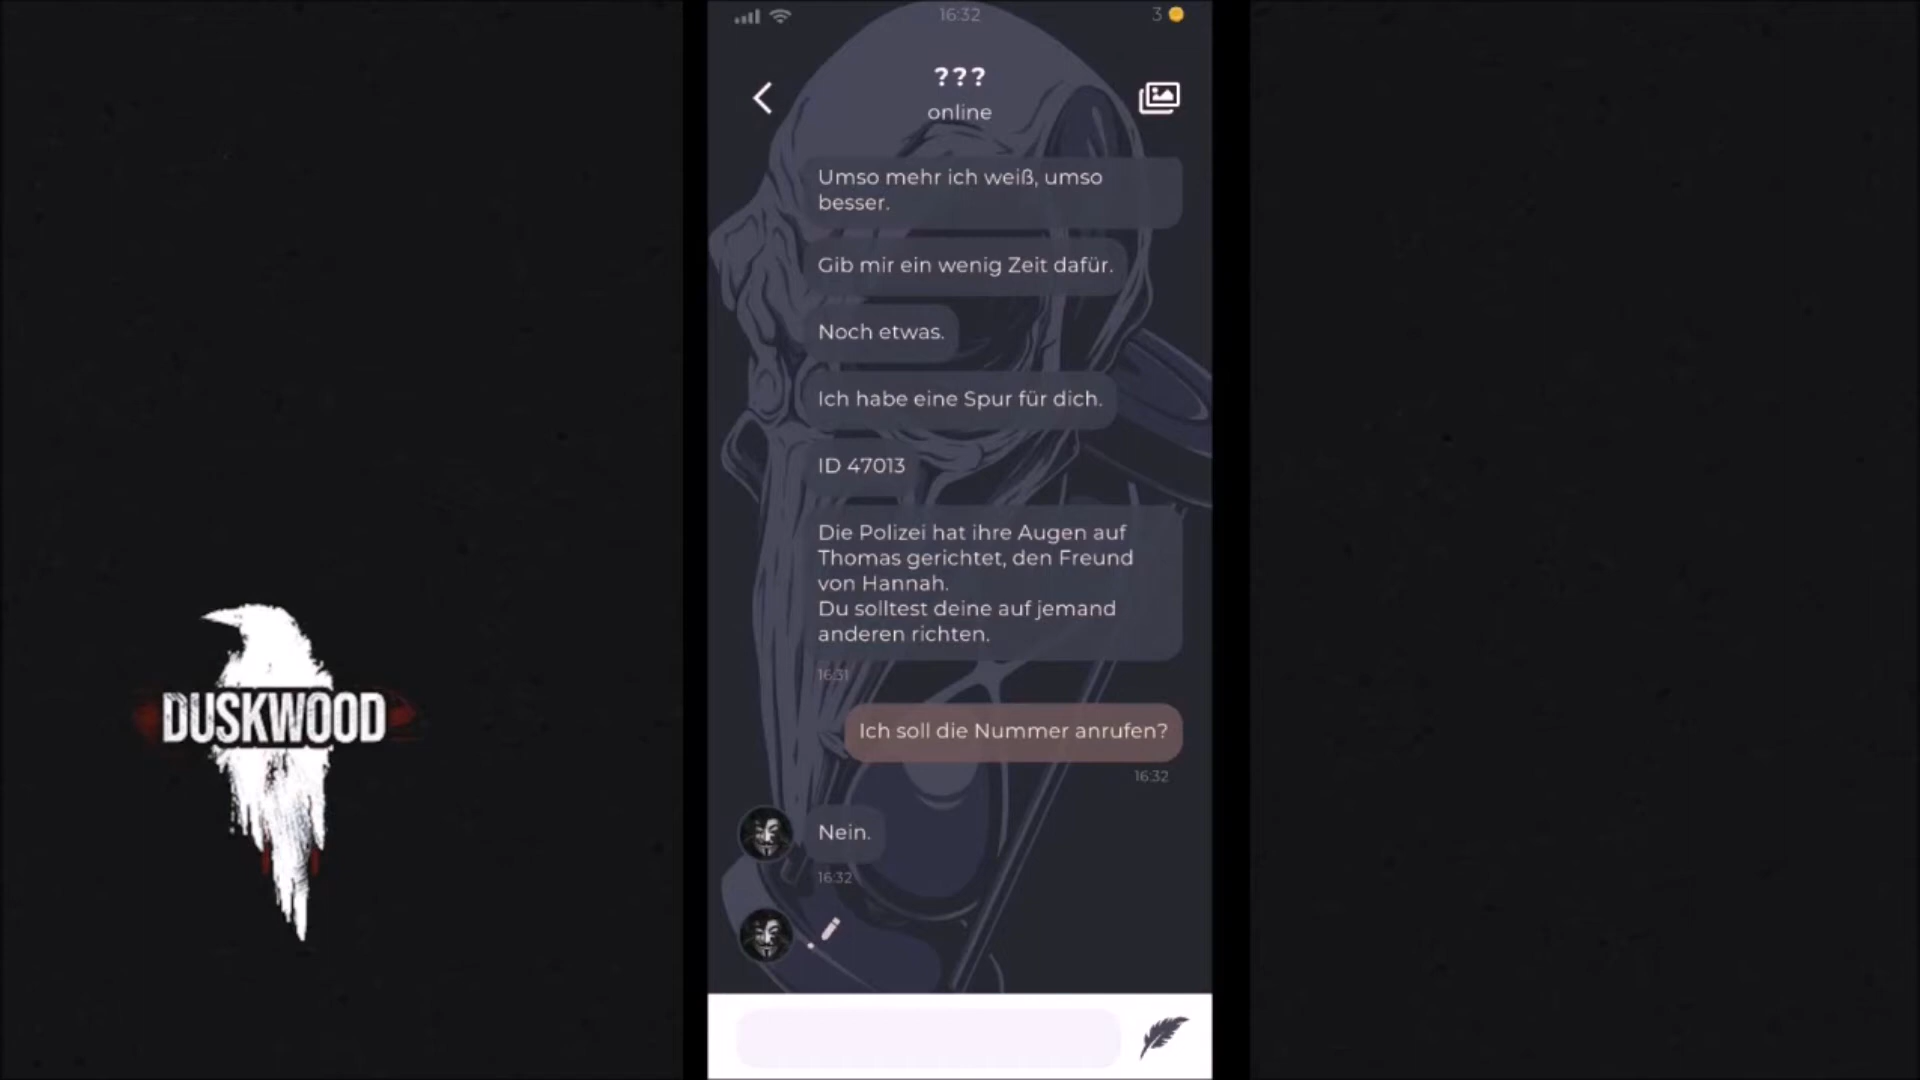 16:32
3
???
online
Umso mehr ich weiß, umso
besser.
Gib mir ein wenig Zeit dafür.
Noch etwas.
Ich habe eine Spur für dich.
ID 47013
Die Polizei hat ihre Augen auf
Thomas gerichtet, den Freund
von Hannah.
Du solltest deine auf jemand
anderen richten.
16:31
Ich soll die Nummer anrufen?
16:32
Nein.
16:32
DUSKWOOD